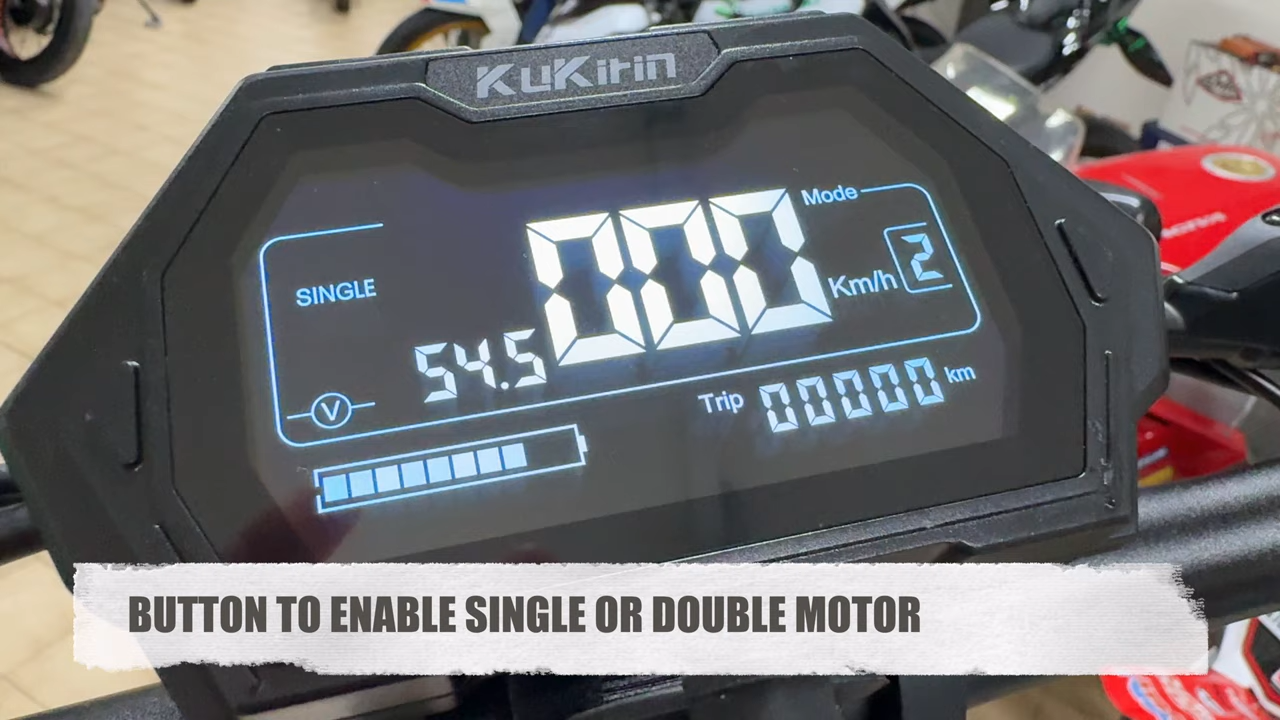 KuKirin
Mode
000
Km/h
2
SINGLE
54.5
V
Trip 00000 km
BUTTON TO ENABLE SINGLE OR DOUBLE MOTOR